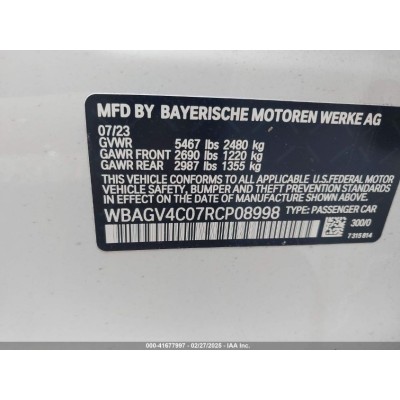 MFD BY BAYERISCHE MOTOREN WERKE AG
07/23
GVWR 5467 lbs 2480 kg
GAWR FRONT 2690 lbs 1220 kg
GAWR REAR 2987 lbs 1355 kg
THIS VEHICLE CONFORMS TO ALL APPLICABLE U.S. FEDERAL MOTOR
VEHICLE SAFETY, BUMPER, AND THEFT PREVENTION STANDARDS
IN EFFECT ON THE DATE OF MANUFACTURE SHOWN ABOVE.
WBAGV4C07RCP08998 TYPE: PASSENGER CAR
300/0
7 315 814
000-41677997 - 02/27/2025 - IAA Inc.